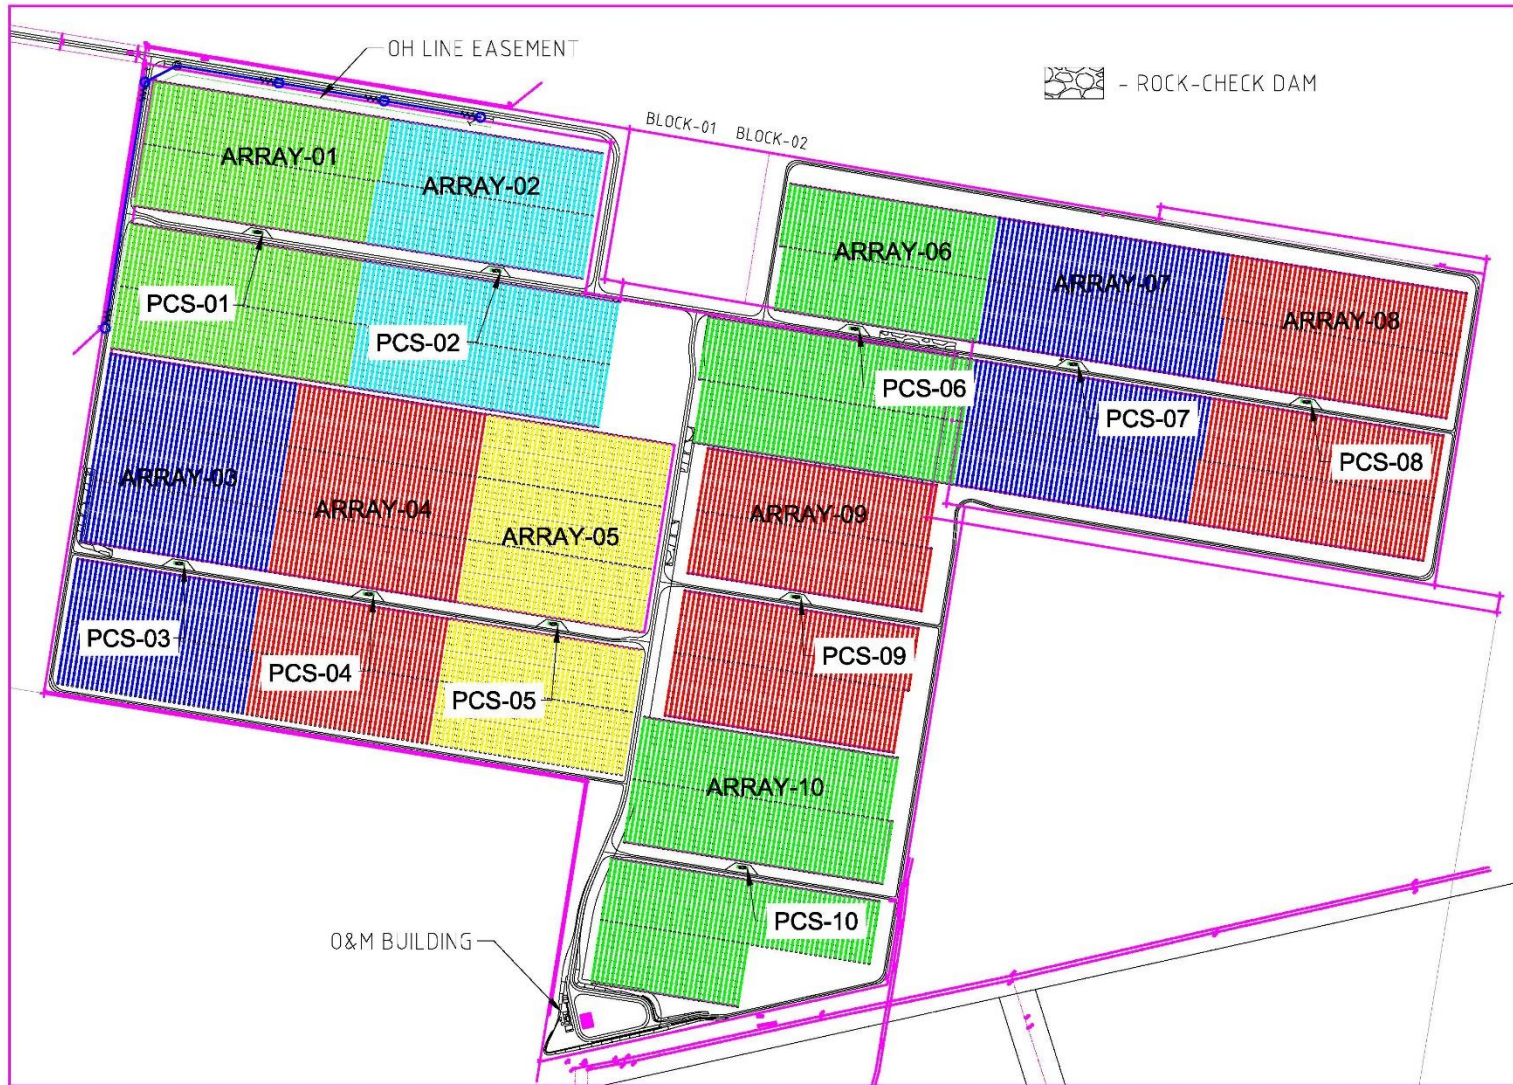 OH LINE EASEMENT
- ROCK-CHECK DAM
BLOCK-01 BLOCK-02
ARRAY-01
ARRAY-02
ARRAY-06
ARRAY-07
ARRAY-08
PCS-01
PCS-02
PCS-06
PCS-07
PCS-08
ARRAY-03
ARRAY-04
ARRAY-05
ARRAY-09
PCS-03
PCS-04
PCS-05
PCS-09
ARRAY-10
PCS-10
O&M BUILDING